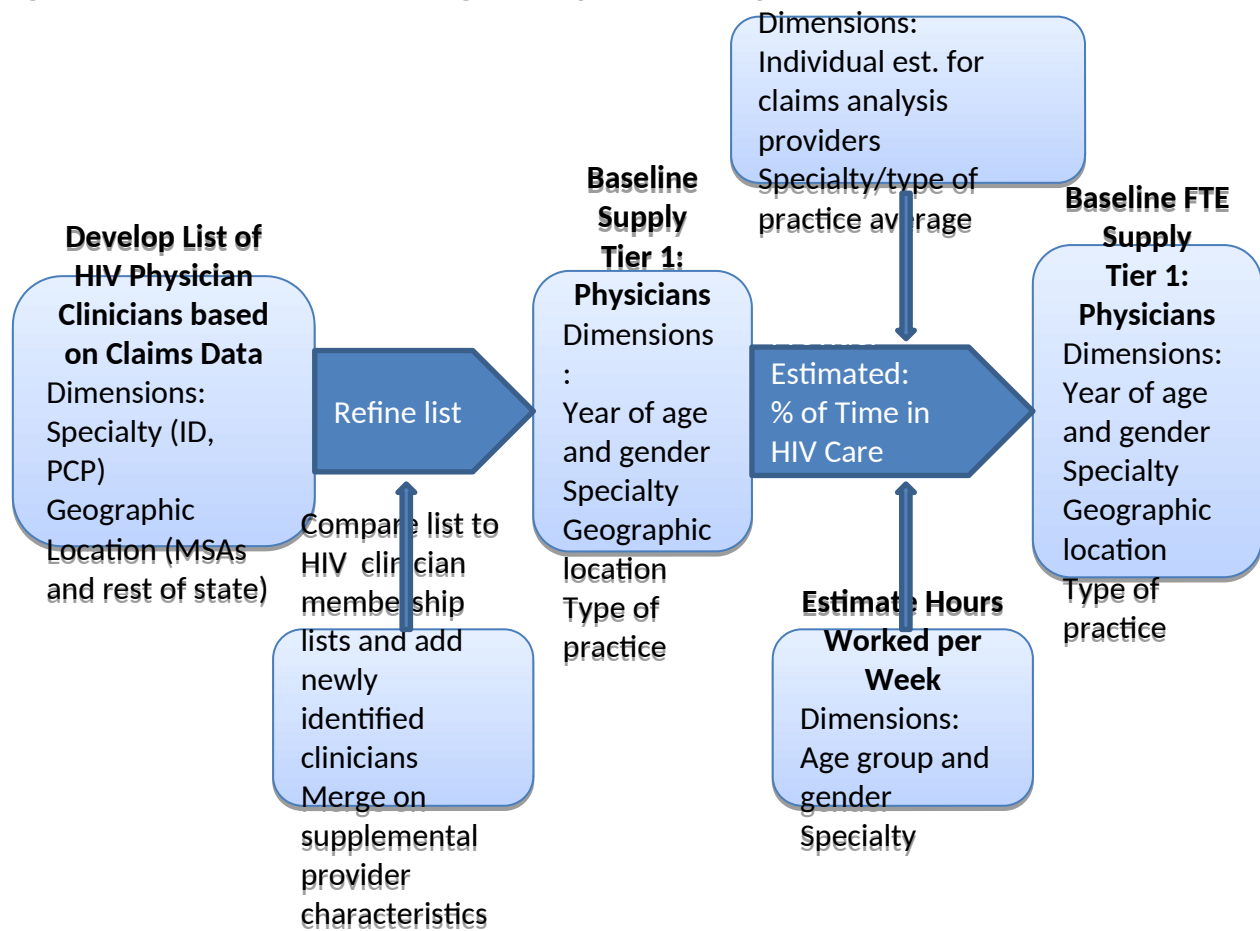 Develop List of
HIV Physician
Clinicians based
on Claims Data
Dimensions:
Specialty (ID,
PCP)
Geographic
Location (MSAs
and rest of state)
Refine list
Compare list to
HIV clinician
membership
lists and add
newly
identified
clinicians
Merge on
supplemental
provider
characteristics
Baseline
Supply
Tier 1:
Physicians
Dimensions
:
Year of age
and gender
Specialty
Geographic
location
Type of
practice
Dimensions:
Individual est. for
claims analysis
providers
Specialty/type of
practice average
Estimated:
% of Time in
HIV Care
Estimate Hours
Worked per
Week
Dimensions:
Age group and
gender
Specialty
Baseline FTE
Supply
Tier 1:
Physicians
Dimensions:
Year of age
and gender
Specialty
Geographic
location
Type of
practice